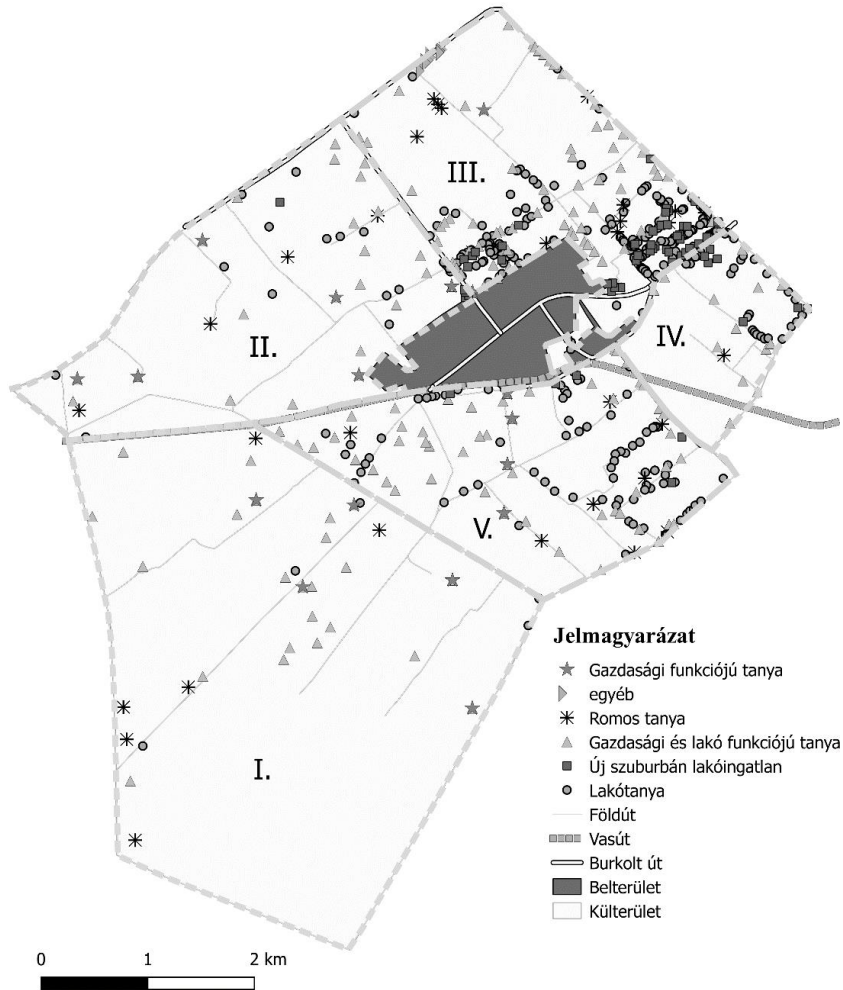 III.
II.
IV.
V.
I.
Jelmagyarázat
Gazdasági funkciójú tanya
egyéb
Romos tanya
Gazdasági és lakó funkciójú tanya
Új szuburbán lakóingatlan
Lakótanya
Földút
Vasút
Burkolt út
Belterület
Külterület
0 1 2 km